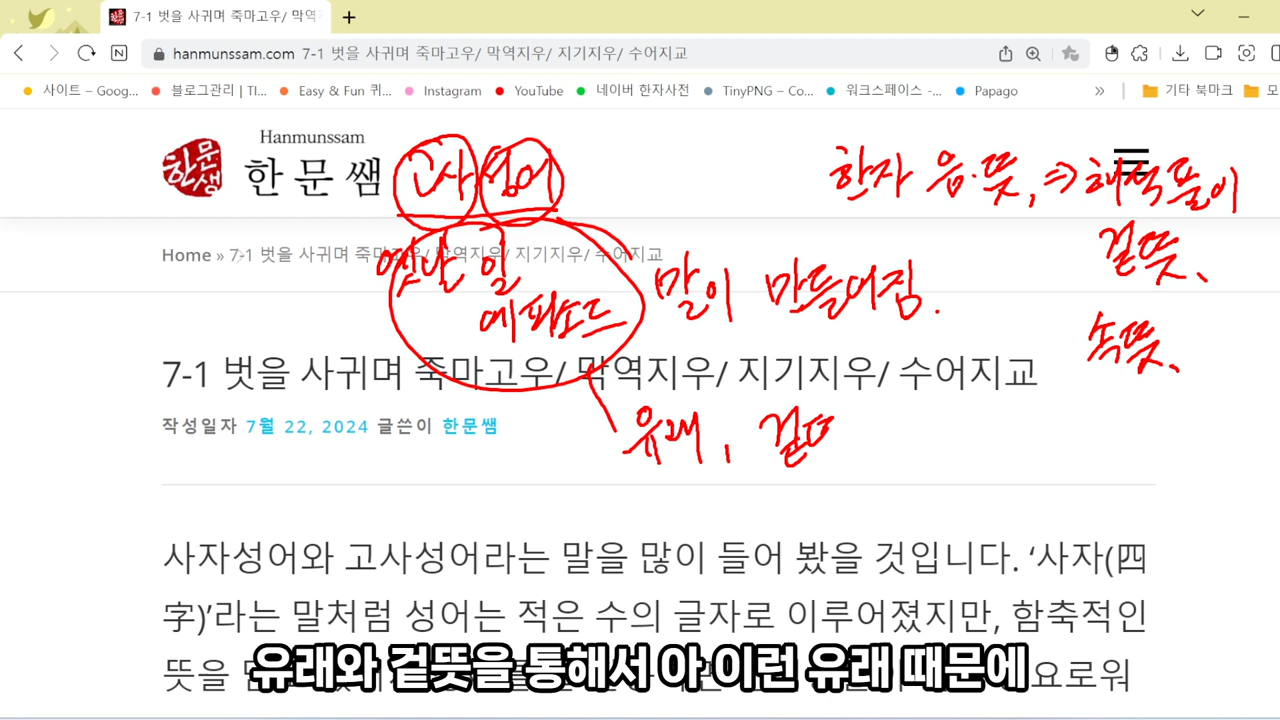 7-1 벗을 사귀며 죽마고우/ 막역
hanmunssam.com 7-1 벗을 사귀며 죽마고우/ 막역지우/ 지기지우/ 수어지교
사이트 – Goog... 블로그관리 | TI... Easy & Fun 퀴... Instagram YouTube 네이버 한자사전 TinyPNG – Co... 워크스페이스 -... Papago » 기타 북마크 모
한문쌤
Hanmunssam
한문쌤
고사성어
한자 음·뜻, ⇒ 해석 풀이
겉뜻,
속뜻,
Home » 7-1 벗을 사귀며 죽마고우/ 막역지우/ 지기지우/ 수어지교
옛날 일
에피소드
말이 만들어짐.
7-1 벗을 사귀며 죽마고우/ 막역지우/ 지기지우/ 수어지교
작성일자 7월 22, 2024 글쓴이 한문쌤
유래, 겉
사자성어와 고사성어라는 말을 많이 들어 봤을 것입니다. ‘사자(四
字)’라는 말처럼 성어는 적은 수의 글자로 이루어졌지만, 함축적인
뜻을 요로워
유래와 겉뜻을 통해서 아 이런 유래 때문에